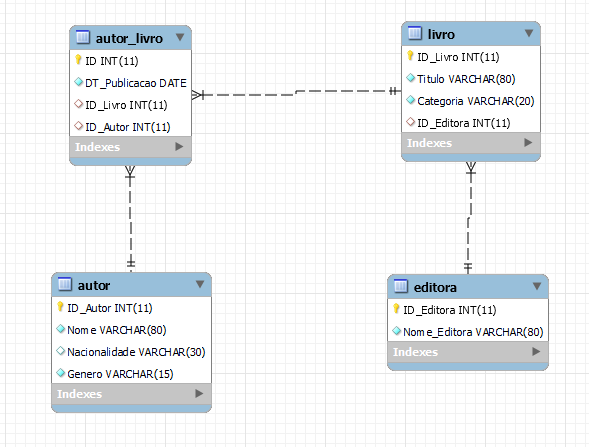 autor_livro
ID INT(11)
DT_Publicacao DATE
ID_Livro INT(11)
ID_Autor INT(11)
Indexes
livro
ID_Livro INT(11)
Titulo VARCHAR(80)
Categoria VARCHAR(20)
ID_Editora INT(11)
Indexes
autor
ID_Autor INT(11)
Nome VARCHAR(80)
Nacionalidade VARCHAR(30)
Genero VARCHAR(15)
Indexes
editora
ID_Editora INT(11)
Nome_Editora VARCHAR(80)
Indexes